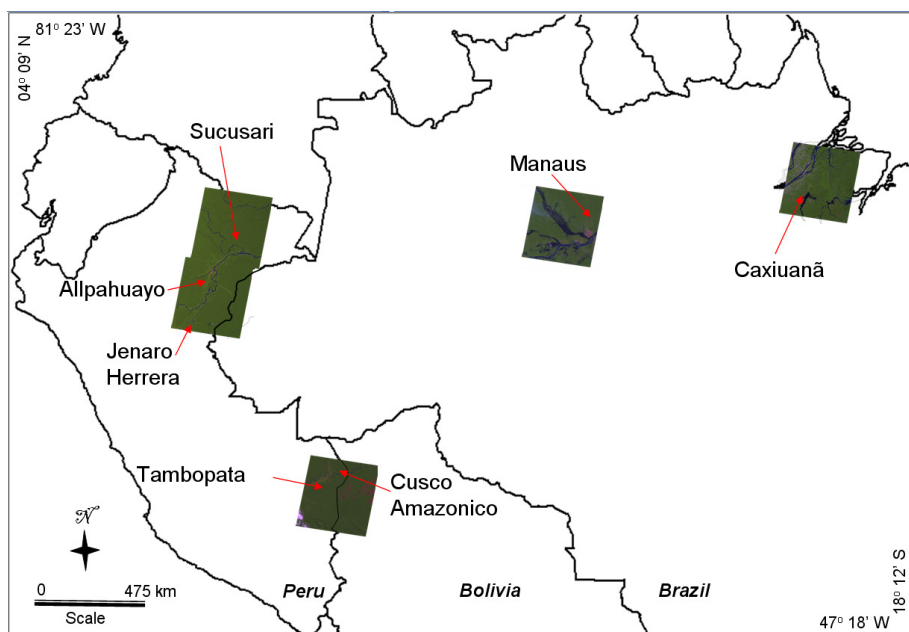 81° 23' W
04° 09' N
Sucusari
Manaus
Allpahuayo
Caxiuanã
Jenaro
Herrera
Tambopata
Cusco
Amazonico
N
0 475 km
Scale
Peru
Bolivia
Brazil
18° 12' S
47° 18' W